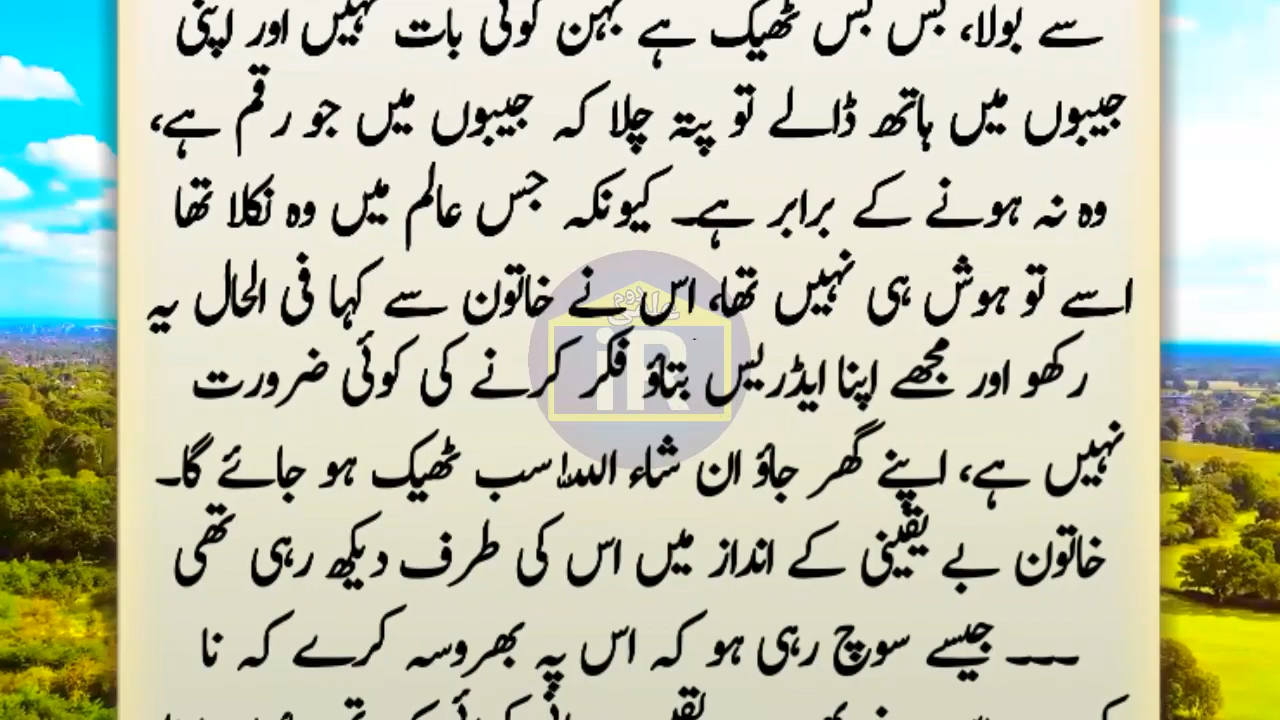 سے بولا، بس بس ٹھیک ہے بہن کوئی بات نہیں اور اپنی
جیبوں میں ہاتھ ڈالے تو پتہ چلا کہ جیبوں میں جو رقم ہے،
وہ نہ ہونے کے برابر ہے۔ کیونکہ جس عالم میں وہ نکلا تھا
اسے تو ہوش ہی نہیں تھا، اس نے خاتون سے کہا فی الحال یہ
رکھو اور مجھے اپنا ایڈریس بتاؤ فکر کرنے کی کوئی ضرورت
نہیں ہے، اپنے گھر جاؤ ان شاء اللہ سب ٹھیک ہو جائے گا۔
خاتون بے یقینی کے انداز میں اس کی طرف دیکھ رہی تھی
۔۔۔ جیسے سوچ رہی ہو کہ اس پہ بھروسہ کرے کہ نا
iR